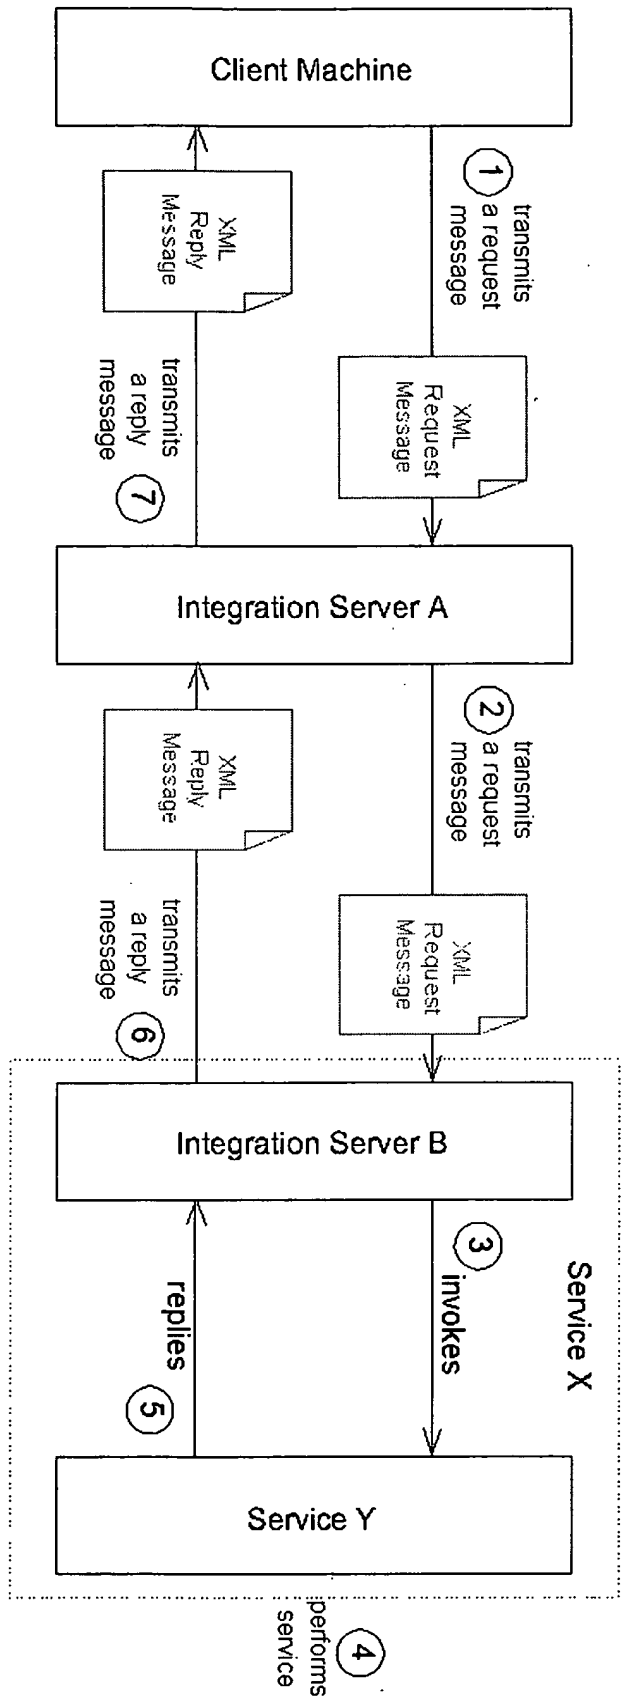 Client Machine
1
transmits
a request
message
XML
Reply
Message
XML
Request
Message
transmits
a reply
message
7
Integration Server A
2
transmits
a request
message
XML
Reply
Message
XML
Request
Message
transmits
a reply
message
6
Integration Server B
3
invokes
Service X
replies
5
Service Y
4
performs
service